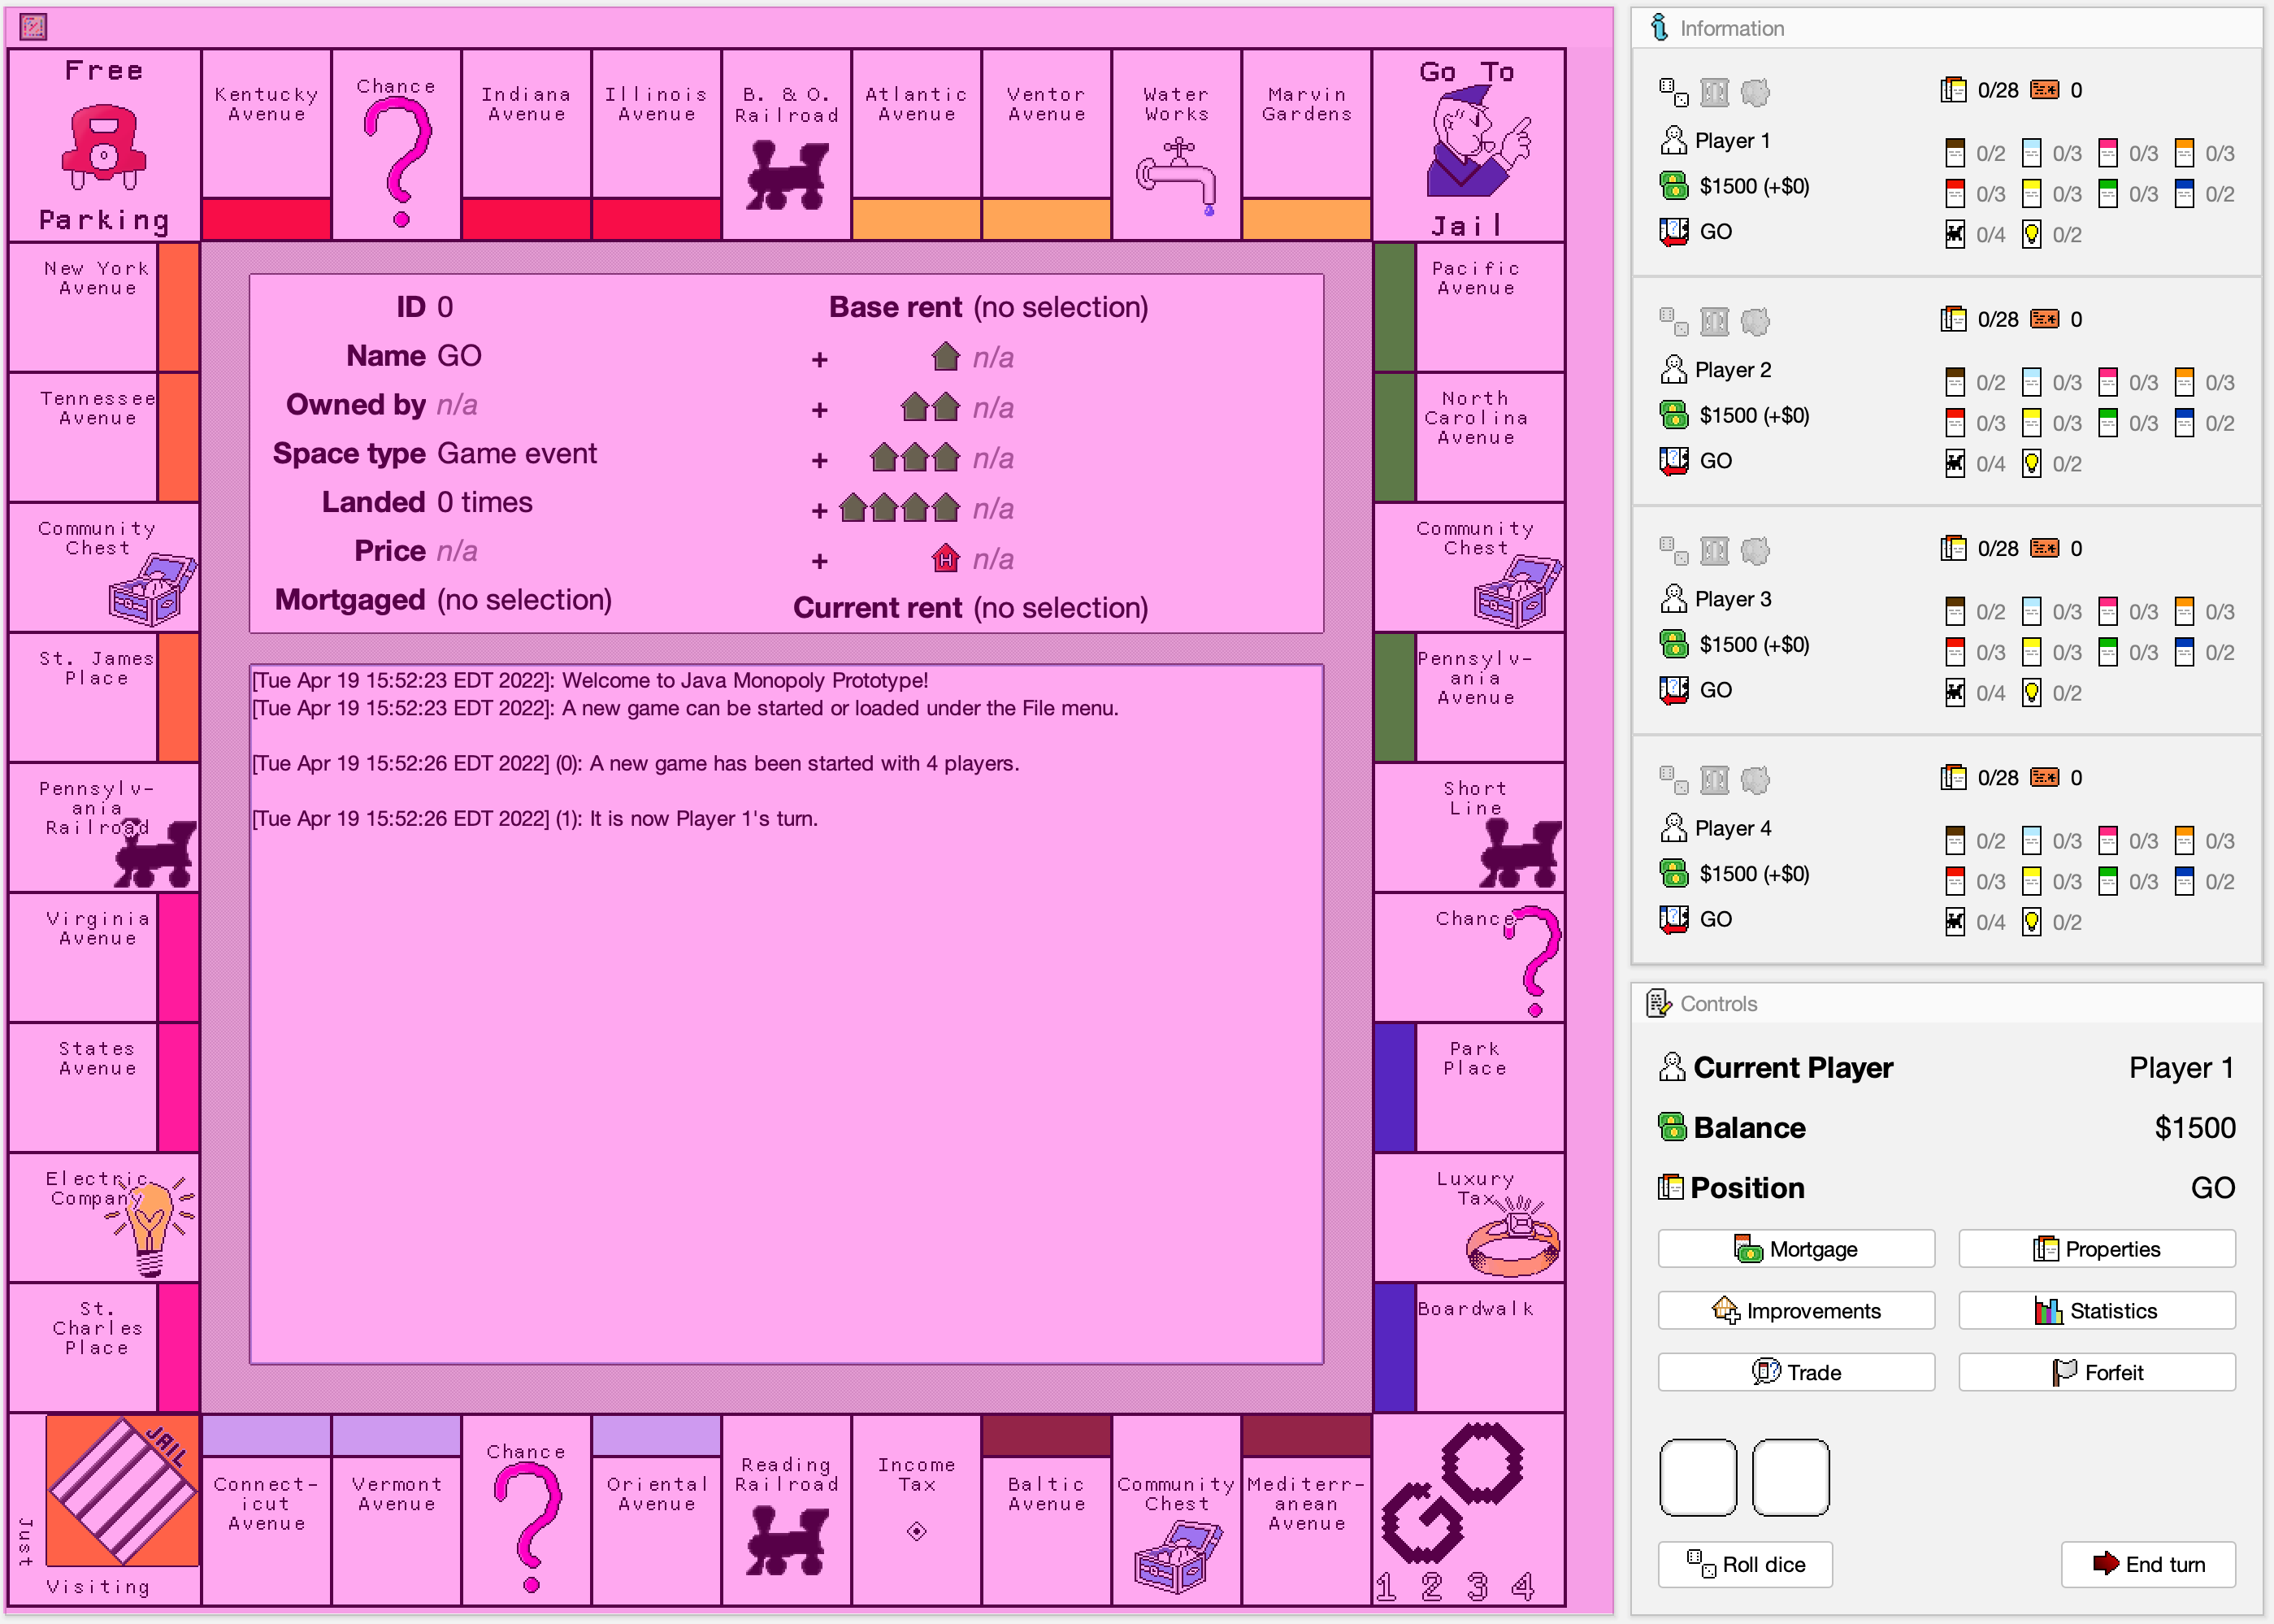 Free
Parking
Kentucky
Avenue
Chance
Indiana
Avenue
Illinois
Avenue
B. & O.
Railroad
Atlantic
Avenue
Ventor
Avenue
Water
Works
Marvin
Gardens
Go To
Jail
New York
Avenue
Tennessee
Avenue
Community
Chest
St. James
Place
Pennsylv-
ania
Railroad
Virginia
Avenue
States
Avenue
Electric
Company
St.
Charles
Place
ID 0
Name GO
Owned by n/a
Space type Game event
Landed 0 times
Price n/a
Mortgaged (no selection)
Base rent (no selection)
+ n/a
+ n/a
+ n/a
+ n/a
+ H n/a
Current rent (no selection)
[Tue Apr 19 15:52:23 EDT 2022]: Welcome to Java Monopoly Prototype!
[Tue Apr 19 15:52:23 EDT 2022]: A new game can be started or loaded under the File menu.
[Tue Apr 19 15:52:26 EDT 2022] (0): A new game has been started with 4 players.
[Tue Apr 19 15:52:26 EDT 2022] (1): It is now Player 1's turn.
Pacific
Avenue
North
Carolina
Avenue
Community
Chest
Pennsylv-
ania
Avenue
Short
Line
Chance
Park
Place
Luxury
Tax
Boardwalk
JAIL
Just
Visiting
Connect-
icut
Avenue
Vermont
Avenue
Chance
Oriental
Avenue
Reading
Railroad
Income
Tax
Baltic
Avenue
Community
Chest
Mediterr-
anean
Avenue
GO
1 2 3 4
Information
0/28 0
Player 1
0/2 0/3 0/3 0/3
$1500 (+$0)
0/3 0/3 0/3 0/2
GO
0/4 0/2
0/28 0
Player 2
0/2 0/3 0/3 0/3
$1500 (+$0)
0/3 0/3 0/3 0/2
GO
0/4 0/2
0/28 0
Player 3
0/2 0/3 0/3 0/3
$1500 (+$0)
0/3 0/3 0/3 0/2
GO
0/4 0/2
0/28 0
Player 4
0/2 0/3 0/3 0/3
$1500 (+$0)
0/3 0/3 0/3 0/2
GO
0/4 0/2
Controls
Current Player Player 1
Balance $1500
Position GO
Mortgage Properties
Improvements Statistics
Trade Forfeit
Roll dice End turn